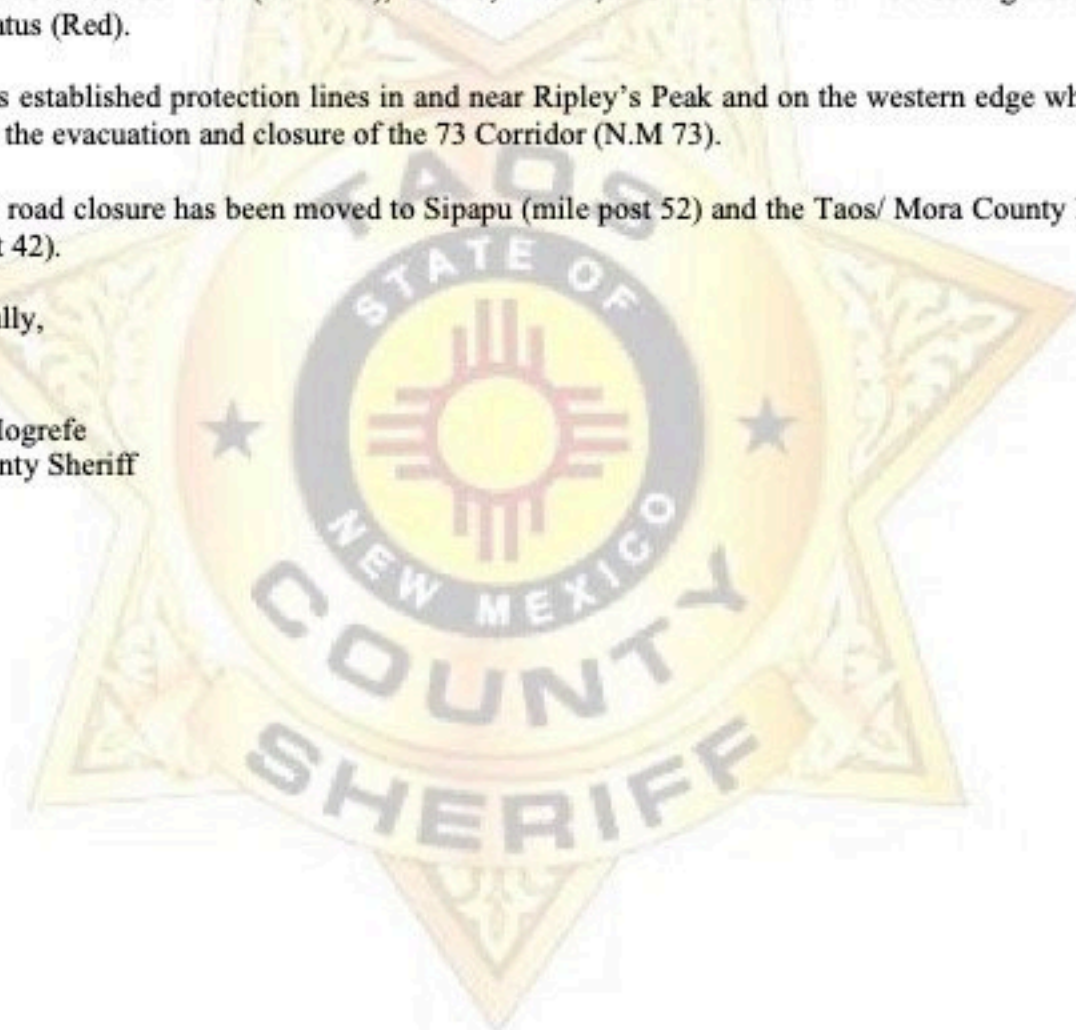 atus (Red).
s established protection lines in and near Ripley's Peak and on the western edge wh
the evacuation and closure of the 73 Corridor (N.M 73).
road closure has been moved to Sipapu (mile post 52) and the Taos/ Mora County
t 42).
lly,
Hogrefe
nty Sheriff
TAOS
STATE OF
NEW MEXICO
COUNTY
SHERIFF